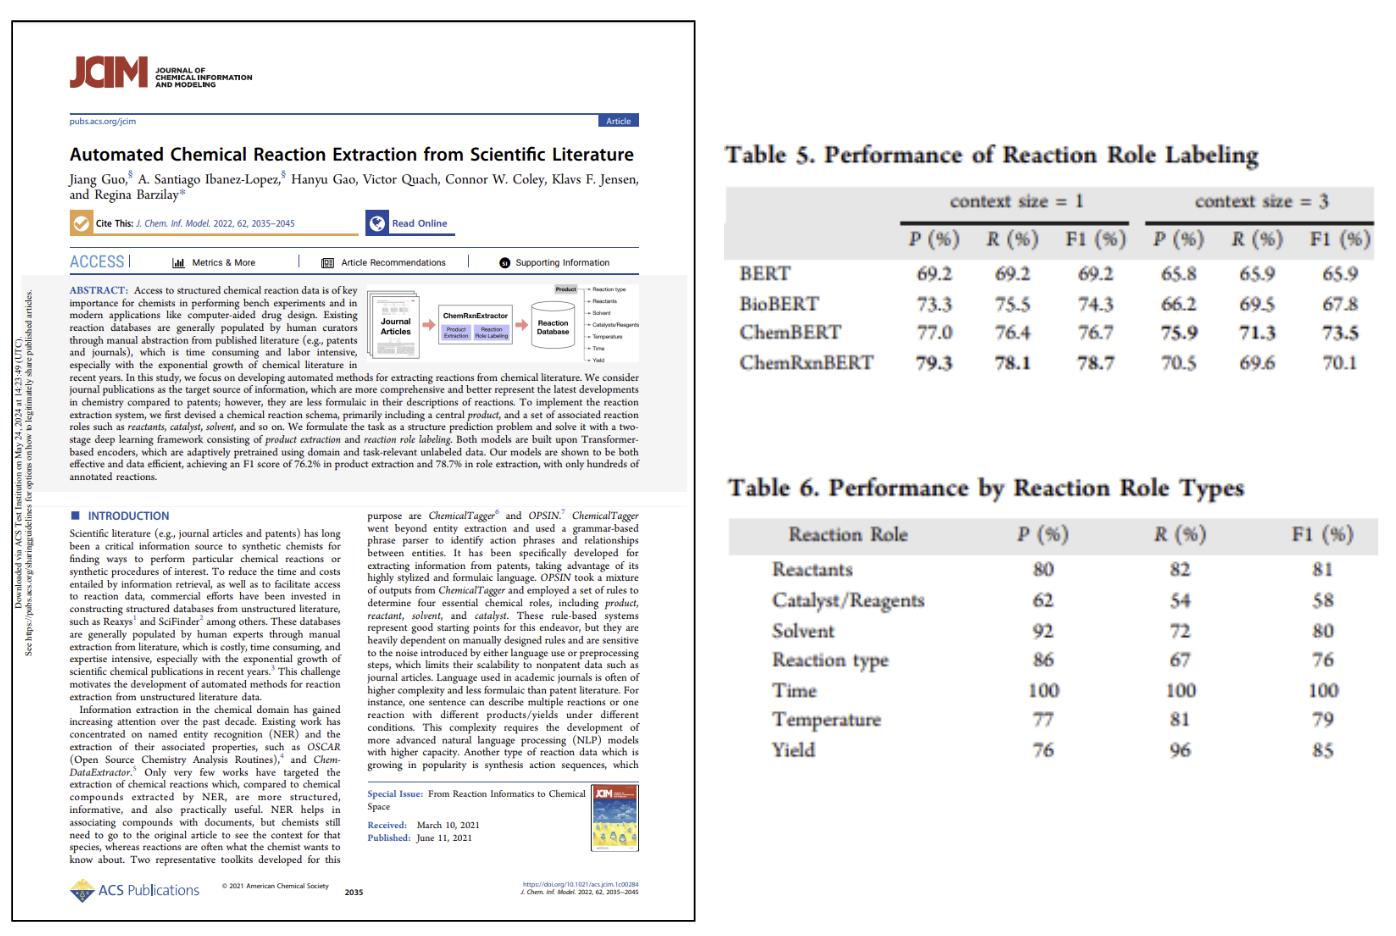 JCIM
JOURNAL OF
CHEMICAL INFORMATION
AND MODELING
pubs.acs.org/jcim
Article
Automated Chemical Reaction Extraction from Scientific Literature
Jiang Guo,§ A. Santiago Ibanez-Lopez,§ Hanyu Gao, Victor Quach, Connor W. Coley, Klavs F. Jensen,
and Regina Barzilay*
Cite This: J. Chem. Inf. Model. 2022, 62, 2035−2045
Read Online
ACCESS
Metrics & More
Article Recommendations
sı Supporting Information
ABSTRACT: Access to structured chemical reaction data is of key
importance for chemists in performing bench experiments and in
modern applications like computer-aided drug design. Existing
reaction databases are generally populated by human curators
through manual abstraction from published literature (e.g., patents
and journals), which is time consuming and labor intensive,
especially with the exponential growth of chemical literature in
Journal
Articles
ChemRxnExtractor
Product
Extraction
Reaction
Role Labeling
Reaction
Database
Product
Reaction type
Reactants
Solvent
Catalysts/Reagents
Temperature
Time
Yield
recent years. In this study, we focus on developing automated methods for extracting reactions from chemical literature. We consider
journal publications as the target source of information, which are more comprehensive and better represent the latest developments
in chemistry compared to patents; however, they are less formulaic in their descriptions of reactions. To implement the reaction
extraction system, we first devised a chemical reaction schema, primarily including a central product, and a set of associated reaction
roles such as reactants, catalyst, solvent, and so on. We formulate the task as a structure prediction problem and solve it with a two-
stage deep learning framework consisting of product extraction and reaction role labeling. Both models are built upon Transformer-
based encoders, which are adaptively pretrained using domain and task-relevant unlabeled data. Our models are shown to be both
effective and data efficient, achieving an F1 score of 76.2% in product extraction and 78.7% in role extraction, with only hundreds of
annotated reactions.
■ INTRODUCTION
Scientific literature (e.g., journal articles and patents) has long
been a critical information source to synthetic chemists for
finding ways to perform particular chemical reactions or
synthetic procedures of interest. To reduce the time and costs
entailed by information retrieval, as well as to facilitate access
to reaction data, commercial efforts have been invested in
constructing structured databases from unstructured literature,
such as Reaxys1 and SciFinder2 among others. These databases
are generally populated by human experts through manual
extraction from literature, which is costly, time consuming, and
expertise intensive, especially with the exponential growth of
scientific chemical publications in recent years.3 This challenge
motivates the development of automated methods for reaction
extraction from unstructured literature data.
Information extraction in the chemical domain has gained
increasing attention over the past decade. Existing work has
concentrated on named entity recognition (NER) and the
extraction of their associated properties, such as OSCAR
(Open Source Chemistry Analysis Routines),4 and Chem-
DataExtractor.5 Only very few works have targeted the
extraction of chemical reactions which, compared to chemical
compounds extracted by NER, are more structured,
informative, and also practically useful. NER helps in
associating compounds with documents, but chemists still
need to go to the original article to see the context for that
species, whereas reactions are often what the chemist wants to
know about. Two representative toolkits developed for this
purpose are ChemicalTagger6 and OPSIN.7 ChemicalTagger
went beyond entity extraction and used a grammar-based
phrase parser to identify action phrases and relationships
between entities. It has been specifically developed for
extracting information from patents, taking advantage of its
highly stylized and formulaic language. OPSIN took a mixture
of outputs from ChemicalTagger and employed a set of rules to
determine four essential chemical roles, including product,
reactant, solvent, and catalyst. These rule-based systems
represent good starting points for this endeavor, but they are
heavily dependent on manually designed rules and are sensitive
to the noise introduced by either language use or preprocessing
steps, which limits their scalability to nonpatent data such as
journal articles. Language used in academic journals is often of
higher complexity and less formulaic than patent literature. For
instance, one sentence can describe multiple reactions or one
reaction with different products/yields under different
conditions. This complexity requires the development of
more advanced natural language processing (NLP) models
with higher capacity. Another type of reaction data which is
growing in popularity is synthesis action sequences, which
Special Issue: From Reaction Informatics to Chemical
Space
Received: March 10, 2021
Published: June 11, 2021
JCIM
ACS Publications
© 2021 American Chemical Society
2035
https://doi.org/10.1021/acs.jcim.1c00284
J. Chem. Inf. Model. 2022, 62, 2035−2045
Downloaded via ACS Test Institution on May 24, 2024 at 14:23:49 (UTC).
See https://pubs.acs.org/sharingguidelines for options on how to legitimately share published articles.
Table 5. Performance of Reaction Role Labeling
context size = 1 context size = 3
P (%) R (%) F1 (%) P (%) R (%) F1 (%)
BERT 69.2 69.2 69.2 65.8 65.9 65.9
BioBERT 73.3 75.5 74.3 66.2 69.5 67.8
ChemBERT 77.0 76.4 76.7 75.9 71.3 73.5
ChemRxnBERT 79.3 78.1 78.7 70.5 69.6 70.1
Table 6. Performance by Reaction Role Types
Reaction Role P (%) R (%) F1 (%)
Reactants 80 82 81
Catalyst/Reagents 62 54 58
Solvent 92 72 80
Reaction type 86 67 76
Time 100 100 100
Temperature 77 81 79
Yield 76 96 85